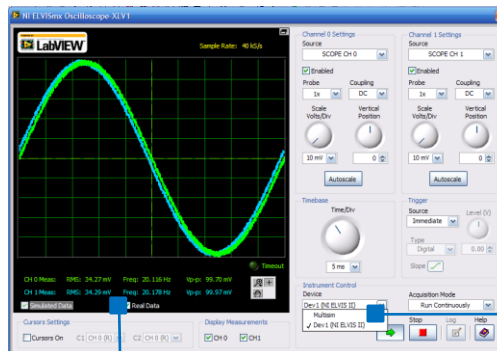 NI ELVISmx Oscilloscope-XLV1
LabVIEW
Sample Rate: 40 kS/s
CH 0 Meas: RMS: 34.27 mV Freq: 20.116 Hz Vp-p: 99.70 mV
CH 1 Meas: RMS: 34.29 mV Freq: 20.178 Hz Vp-p: 99.97 mV
Timeout
Simulated Data
Real Data
Cursors Settings
Cursors On C1 CH 0 (R) C2 CH 0 (R)
Display Measurements
CH 0 CH1
Channel 0 Settings
Source
SCOPE CH 0
Enabled
Probe Coupling
1x DC
Scale Vertical
Volts/Div Position
10 mV 0
Autoscale
Channel 1 Settings
Source
SCOPE CH 1
Enabled
Probe Coupling
1x DC
Scale Vertical
Volts/Div Position
10 mV 0
Autoscale
Timebase
Time/Div
5 ms
Trigger
Source
Immediate
Level (V)
Type
Digital 0.00
Slope
Instrument Control
Device
Dev1 (NI ELVIS II)
Multisim
✓ Dev1 (NI ELVIS II)
Acquisition Mode
Run Continuously
Stop Log Help